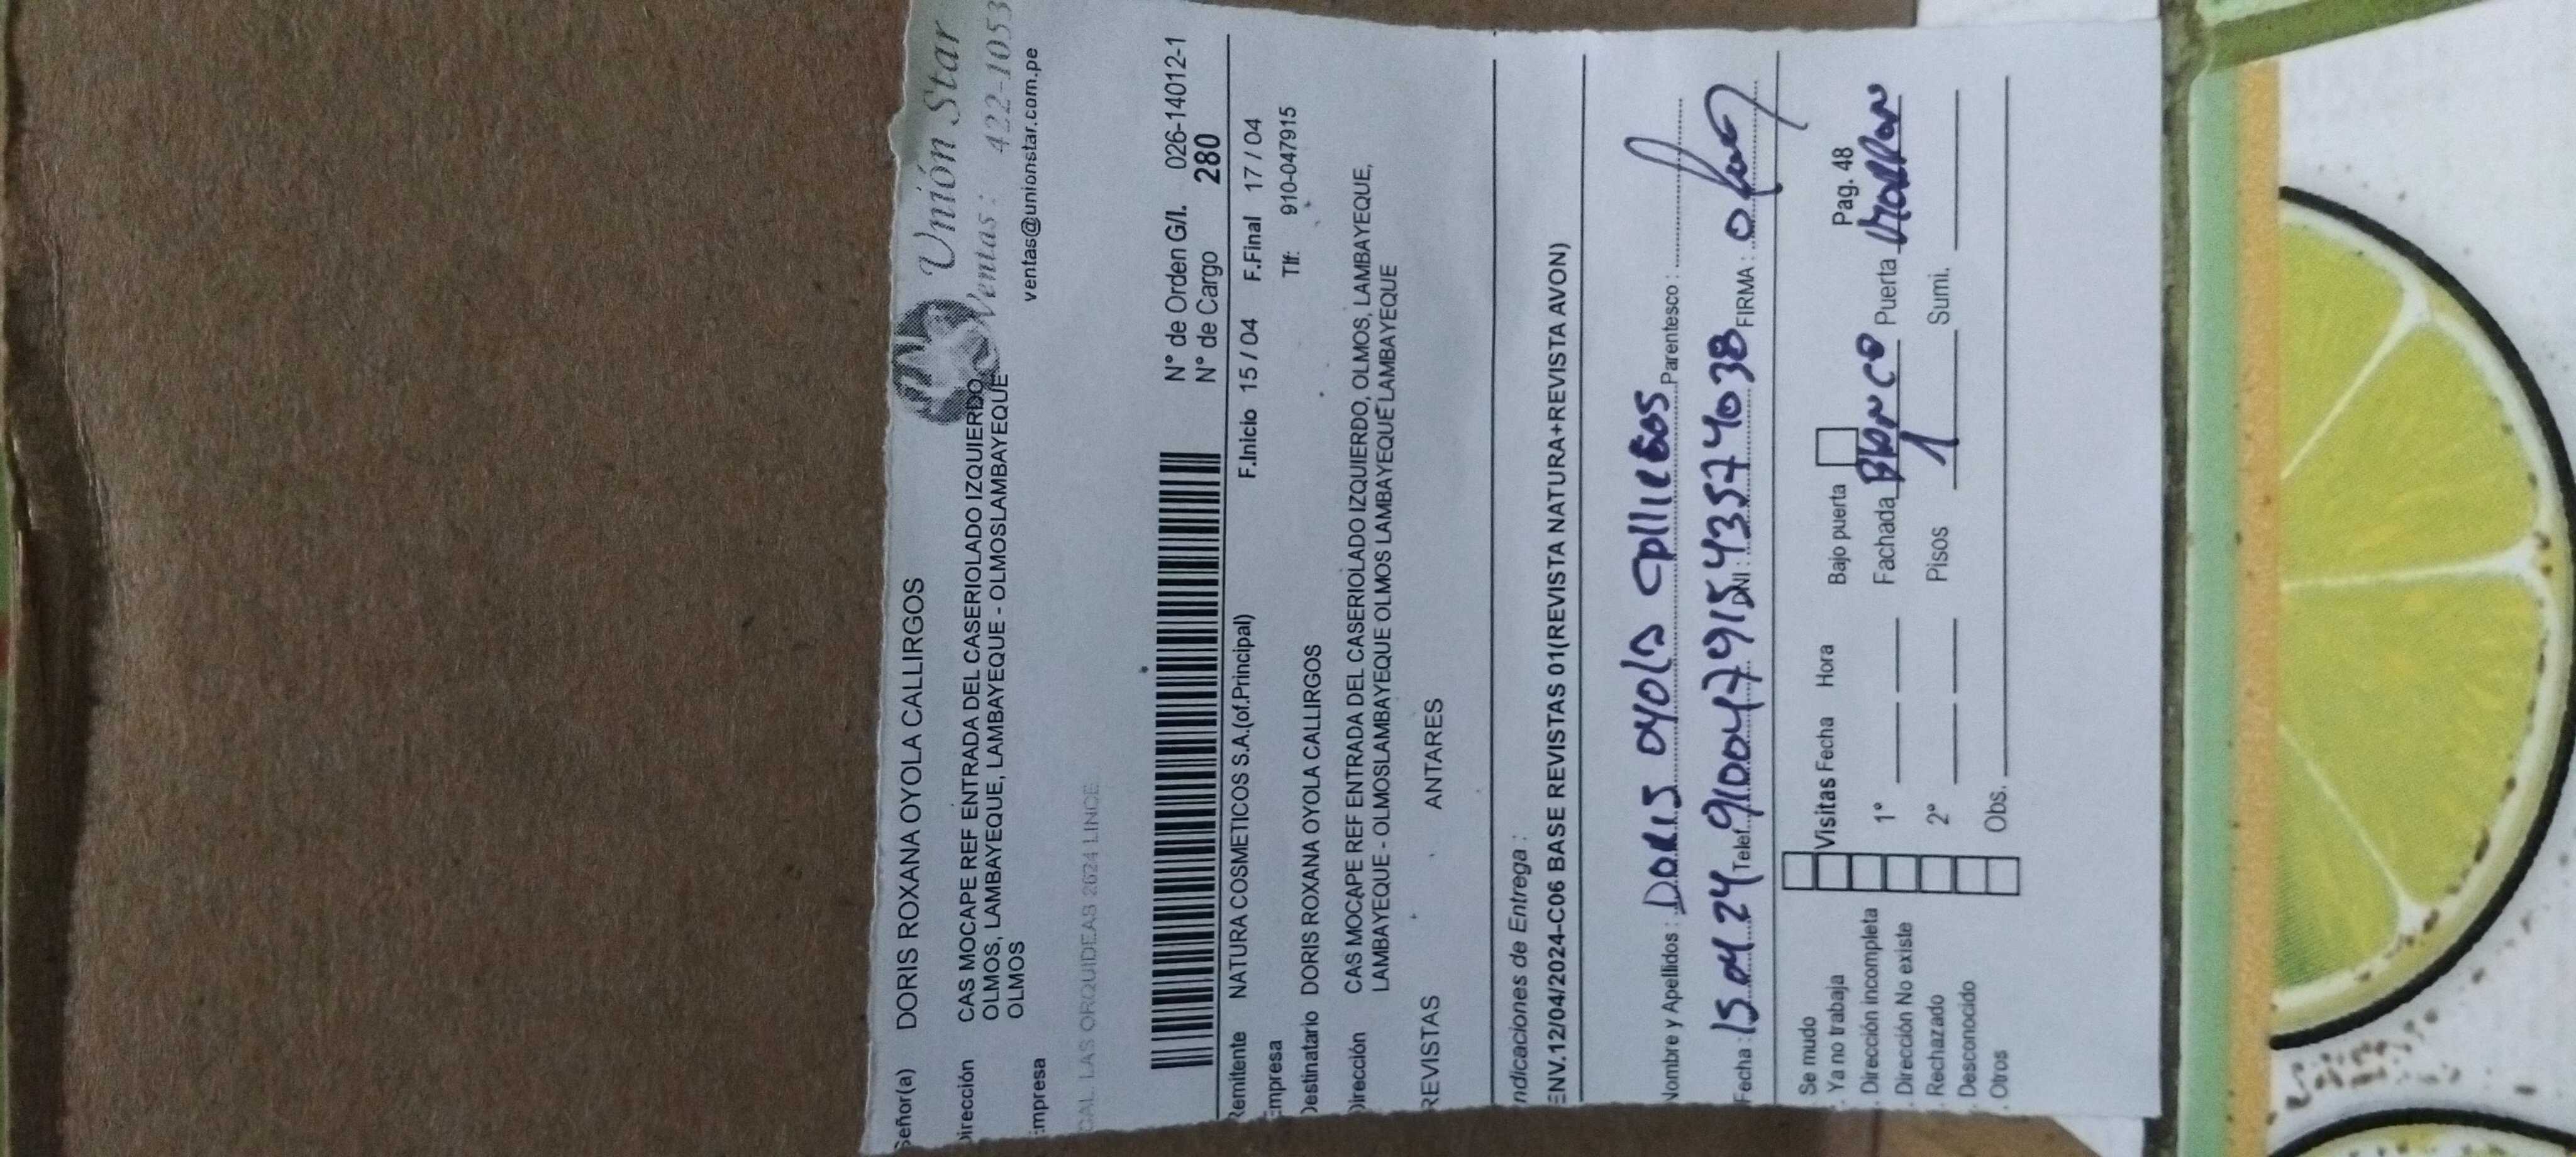 Señor(a) DORIS ROXANA OYOLA CALLIRGOS
Unión Star
Ventas: 422-1053
ventas@unionstar.com.pe
Dirección CAS MOCAPE REF ENTRADA DEL CASERIOLADO IZQUIERDO,
OLMOS, LAMBAYEQUE, LAMBAYEQUE - OLMOSLAMBAYEQUE
OLMOS
Empresa
CAL. LAS ORQUIDEAS 2624 LINCE
N° de Orden G/I. 026-14012-1
N° de Cargo 280
Remitente NATURA COSMETICOS S.A.(of.Principal) F.Inicio 15 / 04 F.Final 17 / 04
Empresa Tlf: 910-047915
Destinatario DORIS ROXANA OYOLA CALLIRGOS
Dirección CAS MOCAPE REF ENTRADA DEL CASERIOLADO IZQUIERDO, OLMOS, LAMBAYEQUE,
LAMBAYEQUE - OLMOSLAMBAYEQUE OLMOS LAMBAYEQUE LAMBAYEQUE
REVISTAS ANTARES
Indicaciones de Entrega :
ENV.12/04/2024-C06 BASE REVISTAS 01(REVISTA NATURA+REVISTA AVON)
Nombre y Apellidos : DORIS OYOLA Parentesco :
Fecha : 15 04 24 Telef. 910047915 DNI : 43574038 FIRMA :
Se mudo
Ya no trabaja Visitas Fecha Hora Bajo puerta Pag. 48
Dirección incompleta 1° Fachada Blanco Puerta
Dirección No existe
Rechazado 2° Pisos 1 Sumi.
Desconocido
Otros Obs.